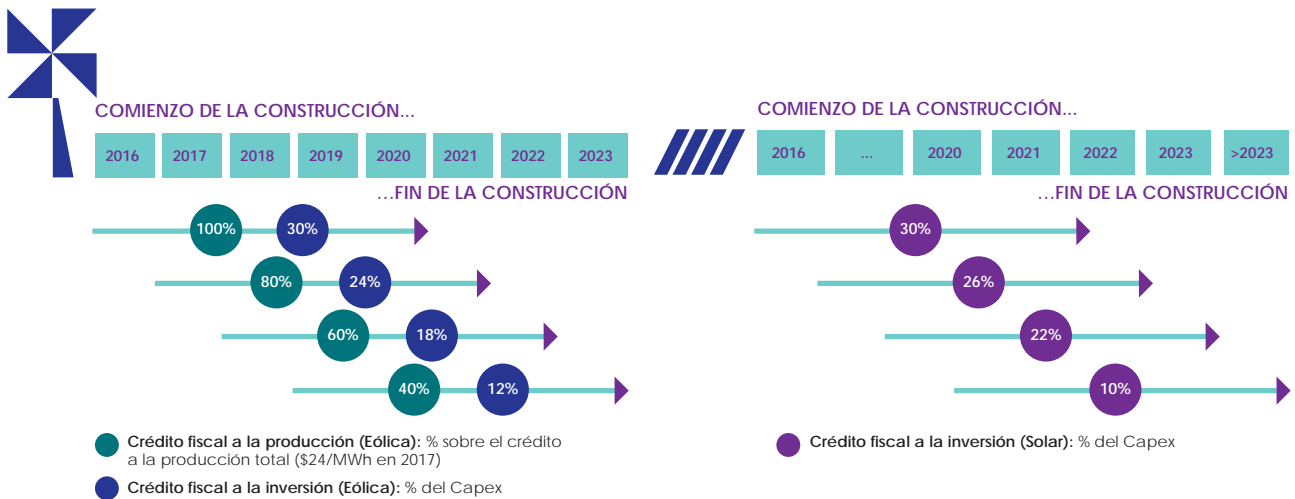 COMIENZO DE LA CONSTRUCCIÓN...
2016 2017 2018 2019 2020 2021 2022 2023
...FIN DE LA CONSTRUCCIÓN
100% 30%
80% 24%
60% 18%
40% 12%
Crédito fiscal a la producción (Eólica): % sobre el crédito
a la producción total ($24/MWh en 2017)
Crédito fiscal a la inversión (Eólica): % del Capex
COMIENZO DE LA CONSTRUCCIÓN...
2016 ... 2020 2021 2022 2023 >2023
...FIN DE LA CONSTRUCCIÓN
30%
26%
22%
10%
Crédito fiscal a la inversión (Solar): % del Capex